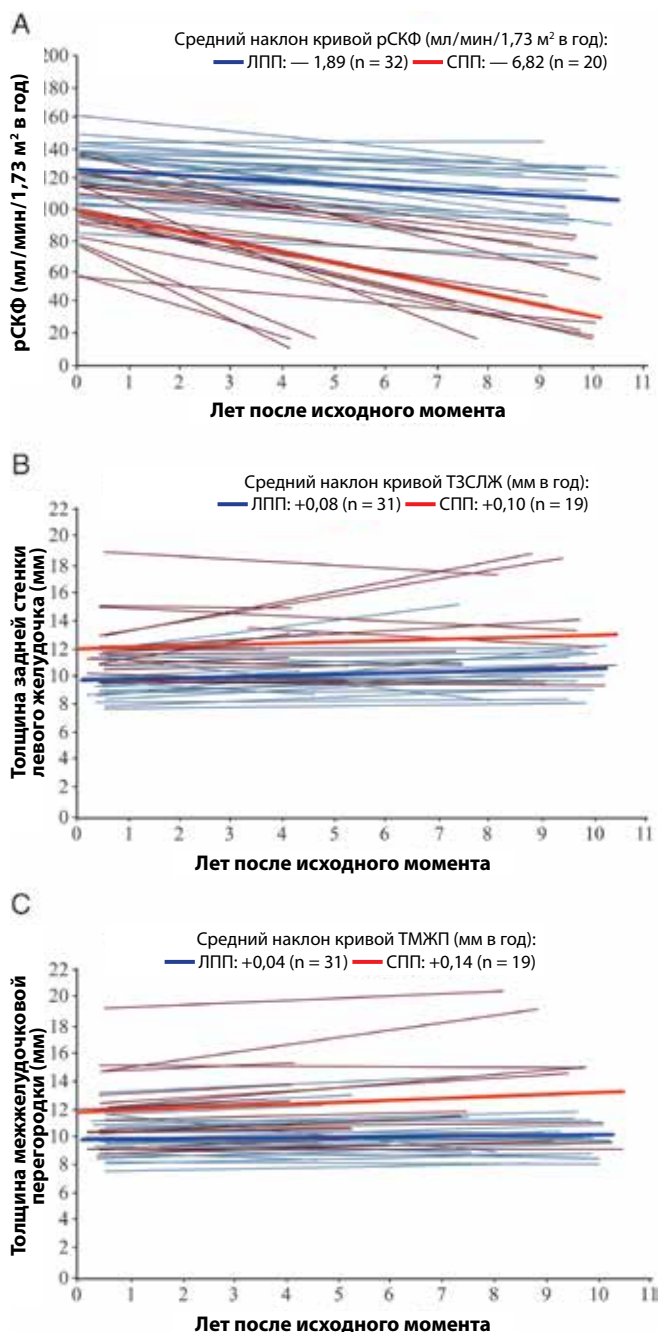 A
Средний наклон кривой рСКФ (мл/мин/1,73 м² в год):
ЛПП: — 1,89 (n = 32) СПП: — 6,82 (n = 20)
рСКФ (мл/мин/1,73 м² в год)
200
180
160
140
120
100
80
60
40
20
0
0 1 2 3 4 5 6 7 8 9 10 11
Лет после исходного момента
B
Средний наклон кривой ТЗСЛЖ (мм в год):
ЛПП: +0,08 (n = 31) СПП: +0,10 (n = 19)
Толщина задней стенки
левого желудочка (мм)
22
20
18
16
14
12
10
8
6
4
2
0
0 1 2 3 4 5 6 7 8 9 10 11
Лет после исходного момента
C
Средний наклон кривой ТМЖП (мм в год):
ЛПП: +0,04 (n = 31) СПП: +0,14 (n = 19)
Толщина межжелудочковой
перегородки (мм)
22
20
18
16
14
12
10
8
6
4
2
0
0 1 2 3 4 5 6 7 8 9 10 11
Лет после исходного момента